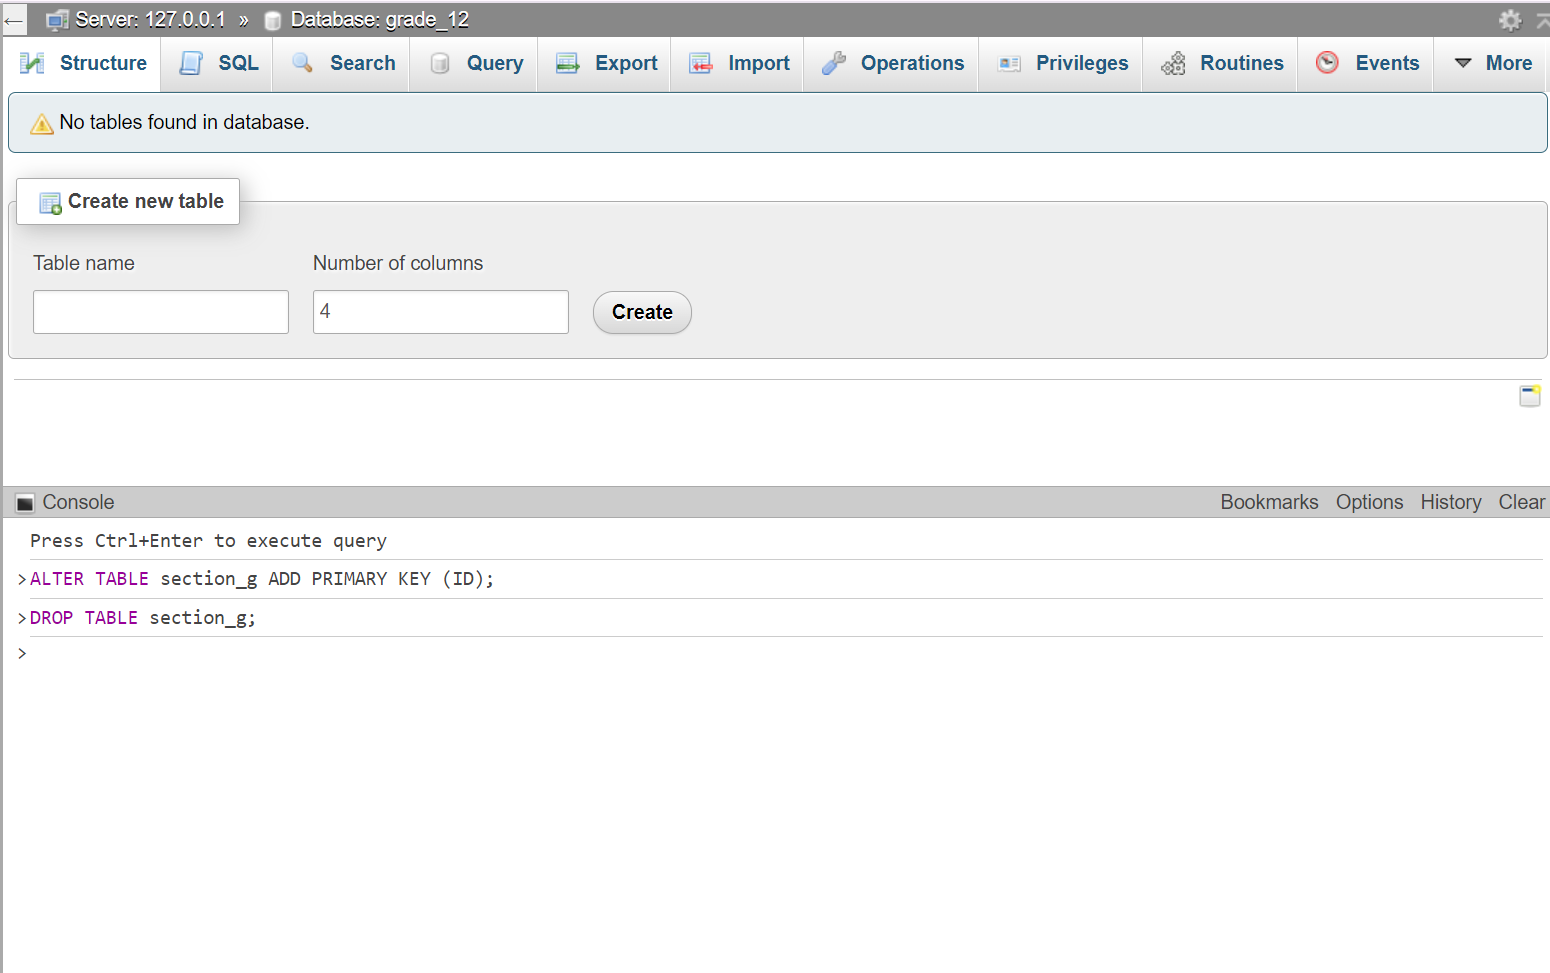 ← Server: 127.0.0.1 » Database: grade_12
Structure SQL Search Query Export Import Operations Privileges Routines Events More
No tables found in database.
Create new table
Table name Number of columns
4 Create
Console Bookmarks Options History Clear
Press Ctrl+Enter to execute query
>ALTER TABLE section_g ADD PRIMARY KEY (ID);
>DROP TABLE section_g;
>